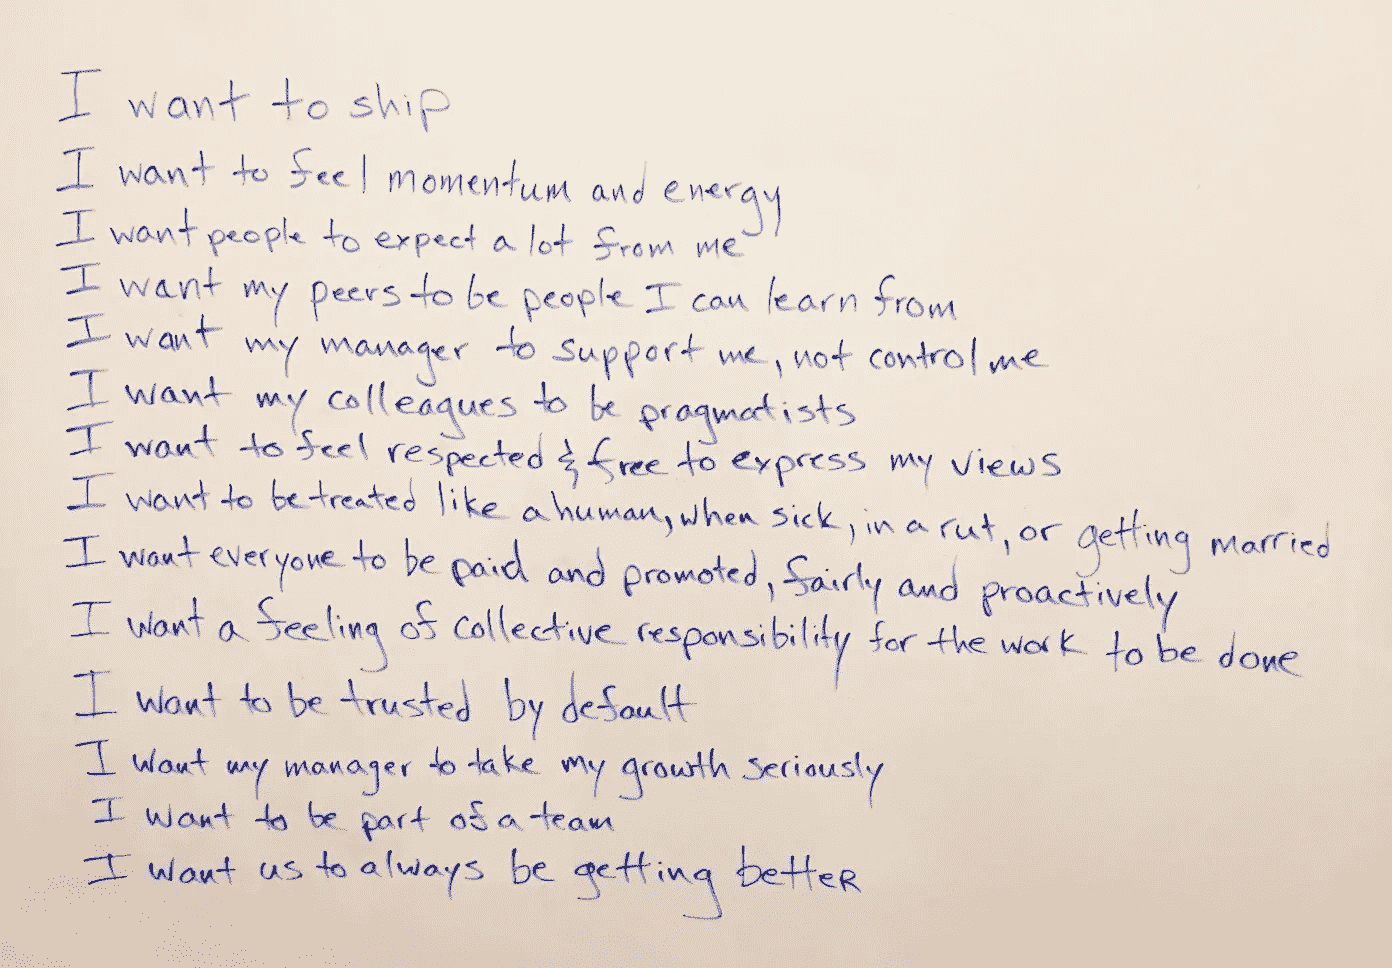 I want to ship
I want to feel momentum and energy
I want people to expect a lot from me
I want my peers to be people I can learn from
I want my manager to support me, not control me
I want my colleagues to be pragmatists
I want to feel respected & free to express my views
I want to be treated like a human, when sick, in a rut, or getting married
I want everyone to be paid and promoted, fairly and proactively
I want a feeling of collective responsibility for the work to be done
I want to be trusted by default
I want my manager to take my growth seriously
I want to be part of a team
I want us to always be getting better